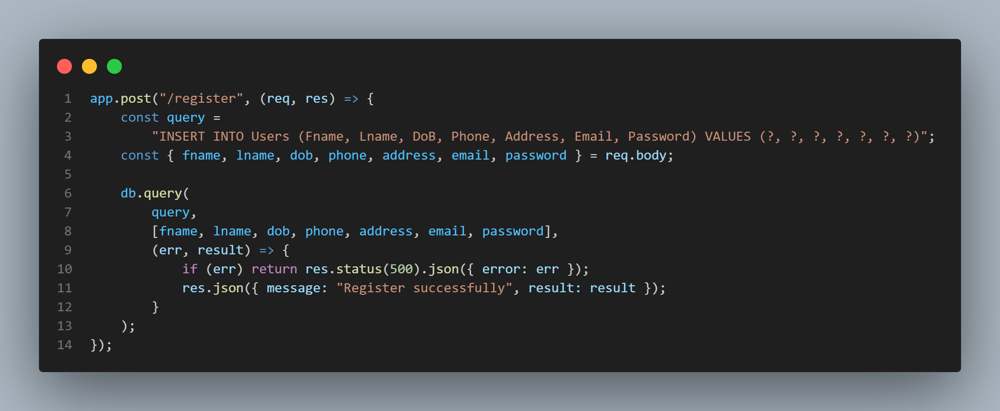 1 app.post("/register", (req, res) => {
2     const query =
3         "INSERT INTO Users (Fname, Lname, DoB, Phone, Address, Email, Password) VALUES (?, ?, ?, ?, ?, ?, ?)";
4     const { fname, lname, dob, phone, address, email, password } = req.body;
5
6     db.query(
7         query,
8         [fname, lname, dob, phone, address, email, password],
9         (err, result) => {
10             if (err) return res.status(500).json({ error: err });
11             res.json({ message: "Register successfully", result: result });
12         }
13     );
14 });